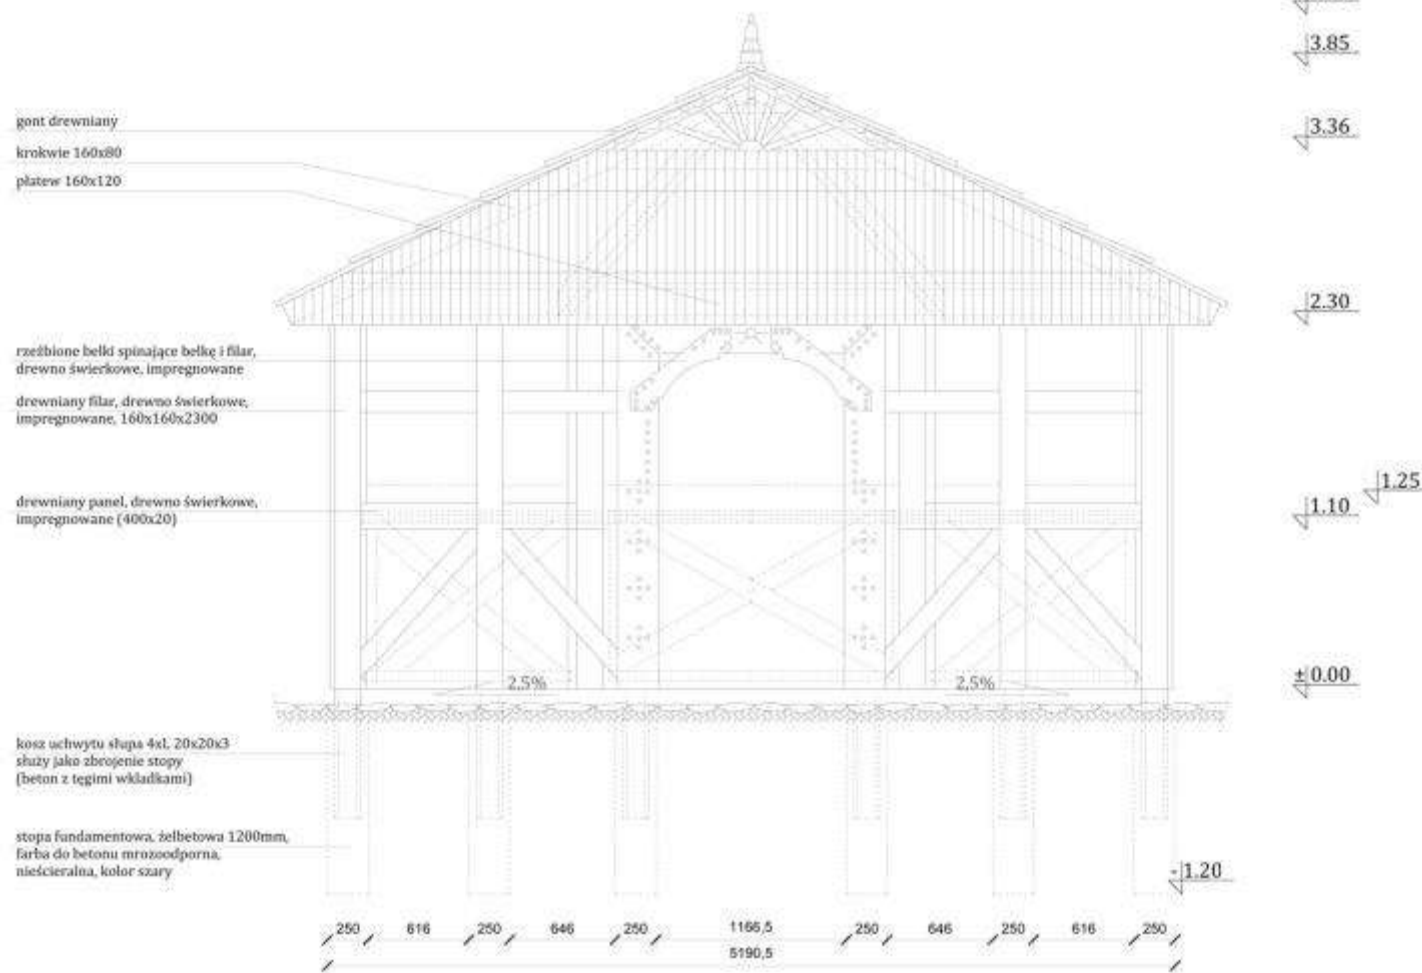 3.85
gont drewniany
3.36
krokwie 160x80
płatew 160x120
2.30
rzeźbione belki spinające belkę i filar,
drewno świerkowe, impregnowane
drewniany filar, drewno świerkowe,
impregnowane, 160x160x2300
1.25
drewniany panel, drewno świerkowe,
impregnowane (400x20)
1.10
± 0.00
2,5% 2,5%
kosz uchwytu słupa 4xL 20x20x3
służy jako zbrojenie stopy
(beton z tęgimi wkładkami)
stopa fundamentowa, żelbetowa 1200mm,
farba do betonu mrozoodporna,
nieścieralna, kolor szary
- 1.20
250 616 250 646 250 1166,5 250 646 250 616 250
5190,5